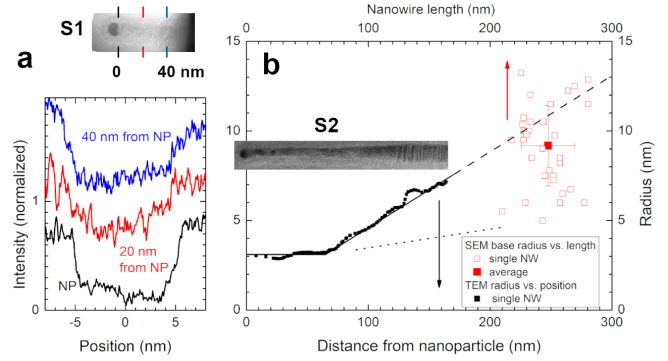 S1
0
40 nm
a
40 nm from NP
20 nm
from NP
NP
Intensity (normalized)
1
0
-5
0
5
Position (nm)
Nanowire length (nm)
0
100
200
300
b
S2
15
10
5
0
15
10
5
0
Radius (nm)
SEM base radius vs. length
single NW
average
TEM radius vs. position
single NW
0
100
200
300
Distance from nanoparticle (nm)